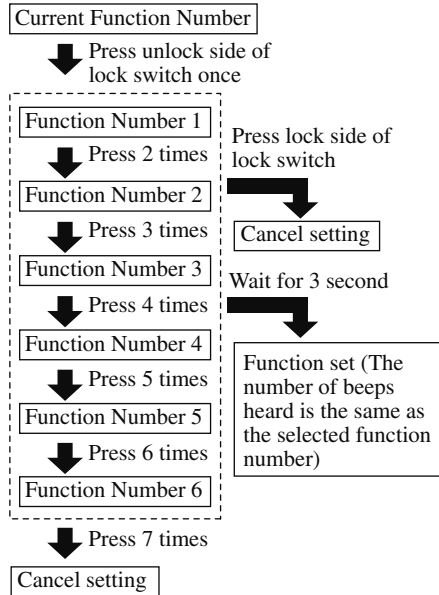 Current Function Number
Press unlock side of
lock switch once
Function Number 1
Press 2 times
Press lock side of
lock switch
Function Number 2
Cancel setting
Press 3 times
Function Number 3
Wait for 3 second
Press 4 times
Function Number 4
Function set (The
number of beeps
heard is the same as
the selected function
number)
Press 5 times
Function Number 5
Press 6 times
Function Number 6
Press 7 times
Cancel setting